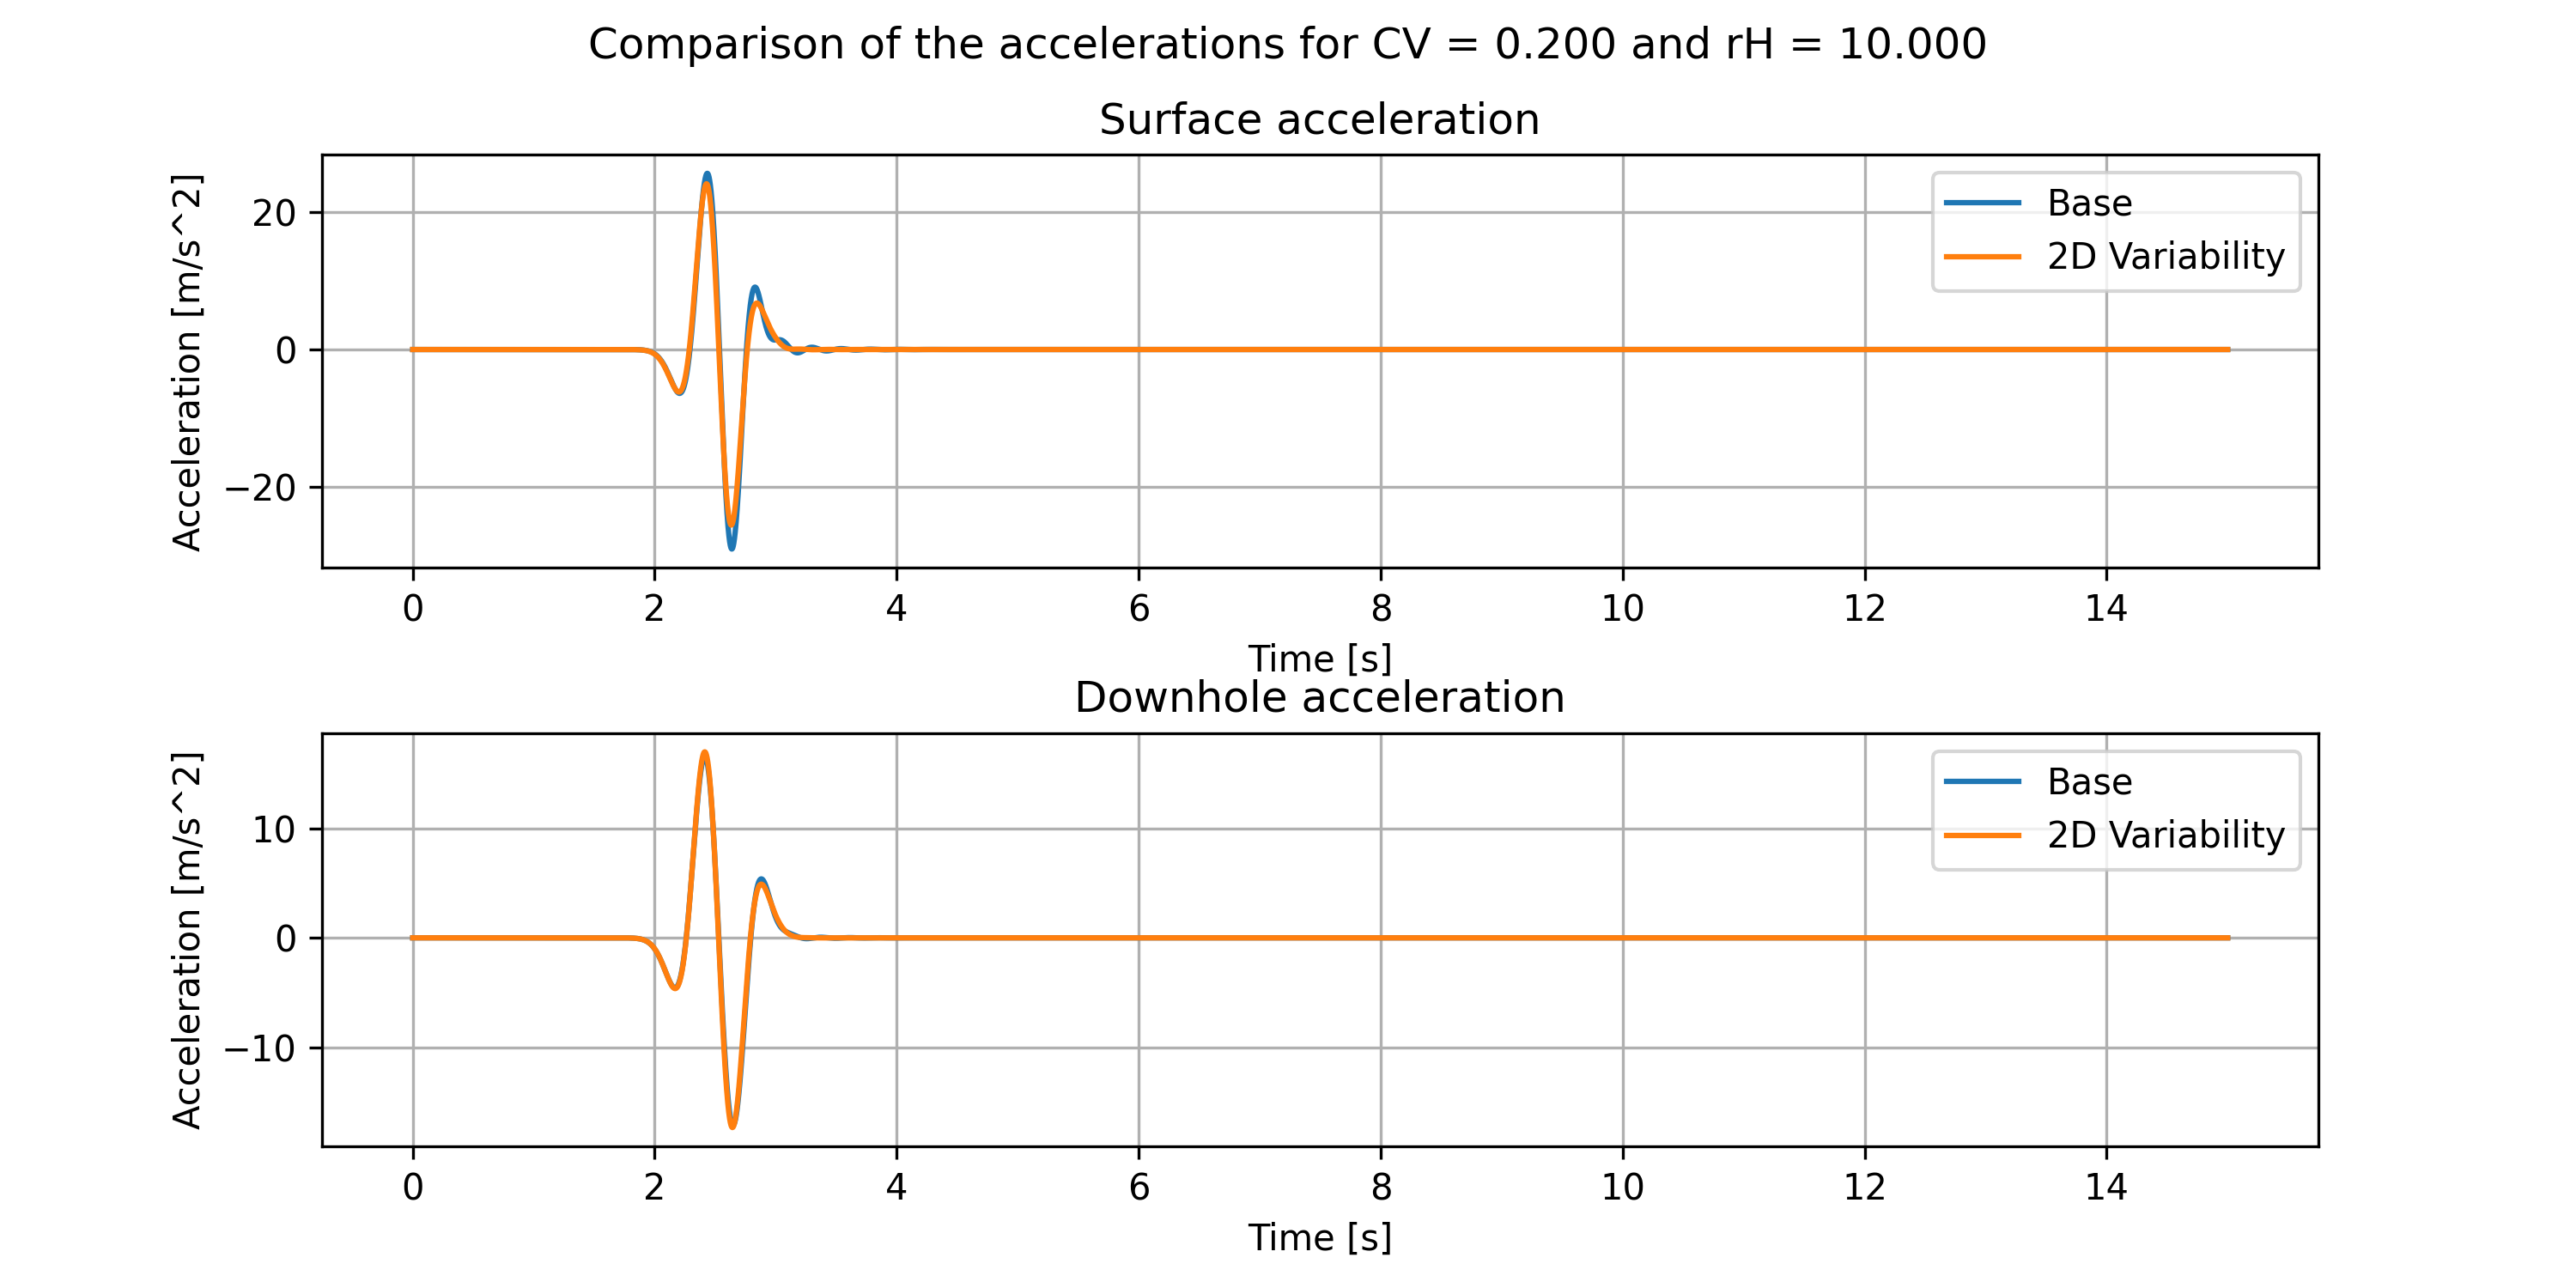 Comparison of the accelerations for CV = 0.200 and rH = 10.000
Surface acceleration
Acceleration [m/s^2]
20
0
−20
Base
2D Variability
0 2 4 6 8 10 12 14
Time [s]
Downhole acceleration
Acceleration [m/s^2]
10
0
−10
Base
2D Variability
0 2 4 6 8 10 12 14
Time [s]